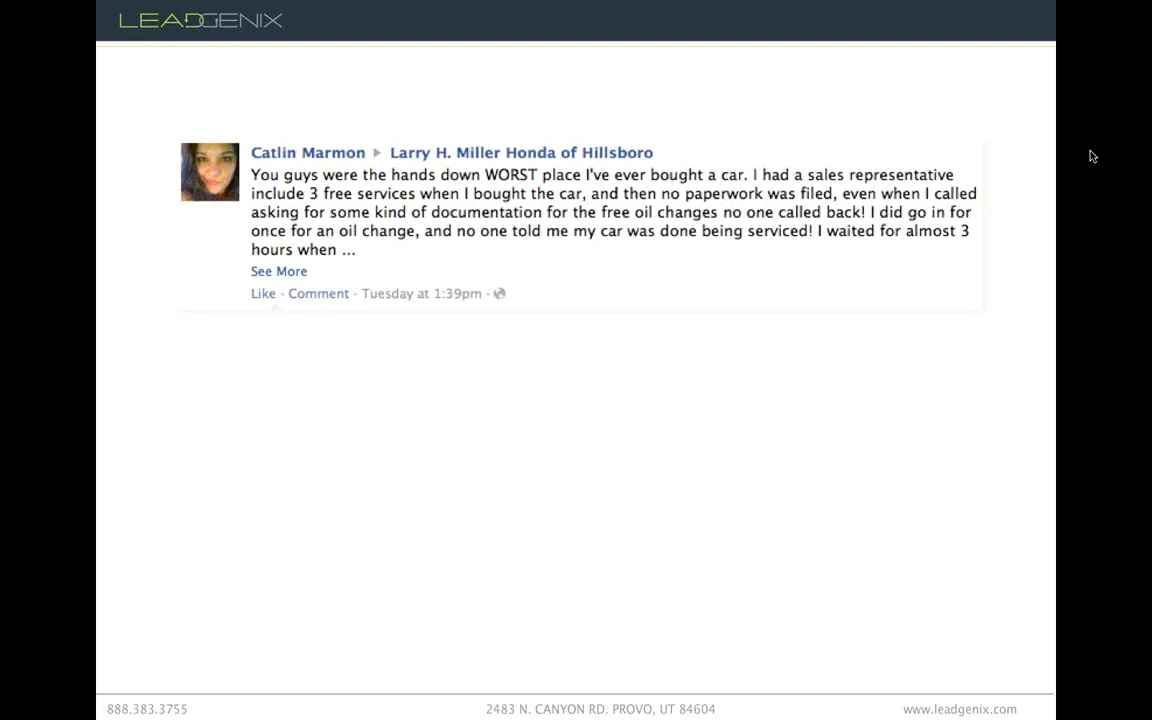 LEADGENIX
Catlin Marmon Larry H. Miller Honda of Hillsboro
You guys were the hands down WORST place I've ever bought a car. I had a sales representative
include 3 free services when I bought the car, and then no paperwork was filed, even when I called
asking for some kind of documentation for the free oil changes no one called back! I did go in for
once for an oil change, and no one told me my car was done being serviced! I waited for almost 3
hours when ...
See More
Like · Comment · Tuesday at 1:39pm ·
888.383.3755
2483 N. CANYON RD. PROVO, UT 84604
www.leadgenix.com